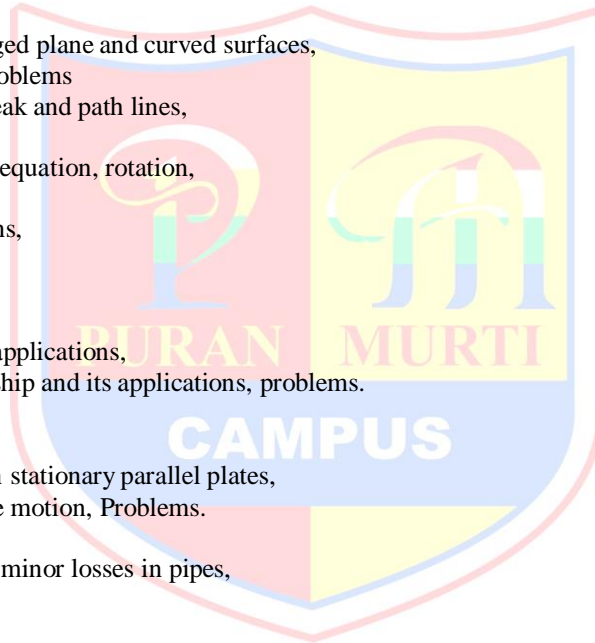 ged plane and curved surfaces,
oblems
eak and path lines,
equation, rotation,
ns,
applications,
PURAN MURTI
ship and its applications, problems.
CAMPUS
n stationary parallel plates,
e motion, Problems.
minor losses in pipes,